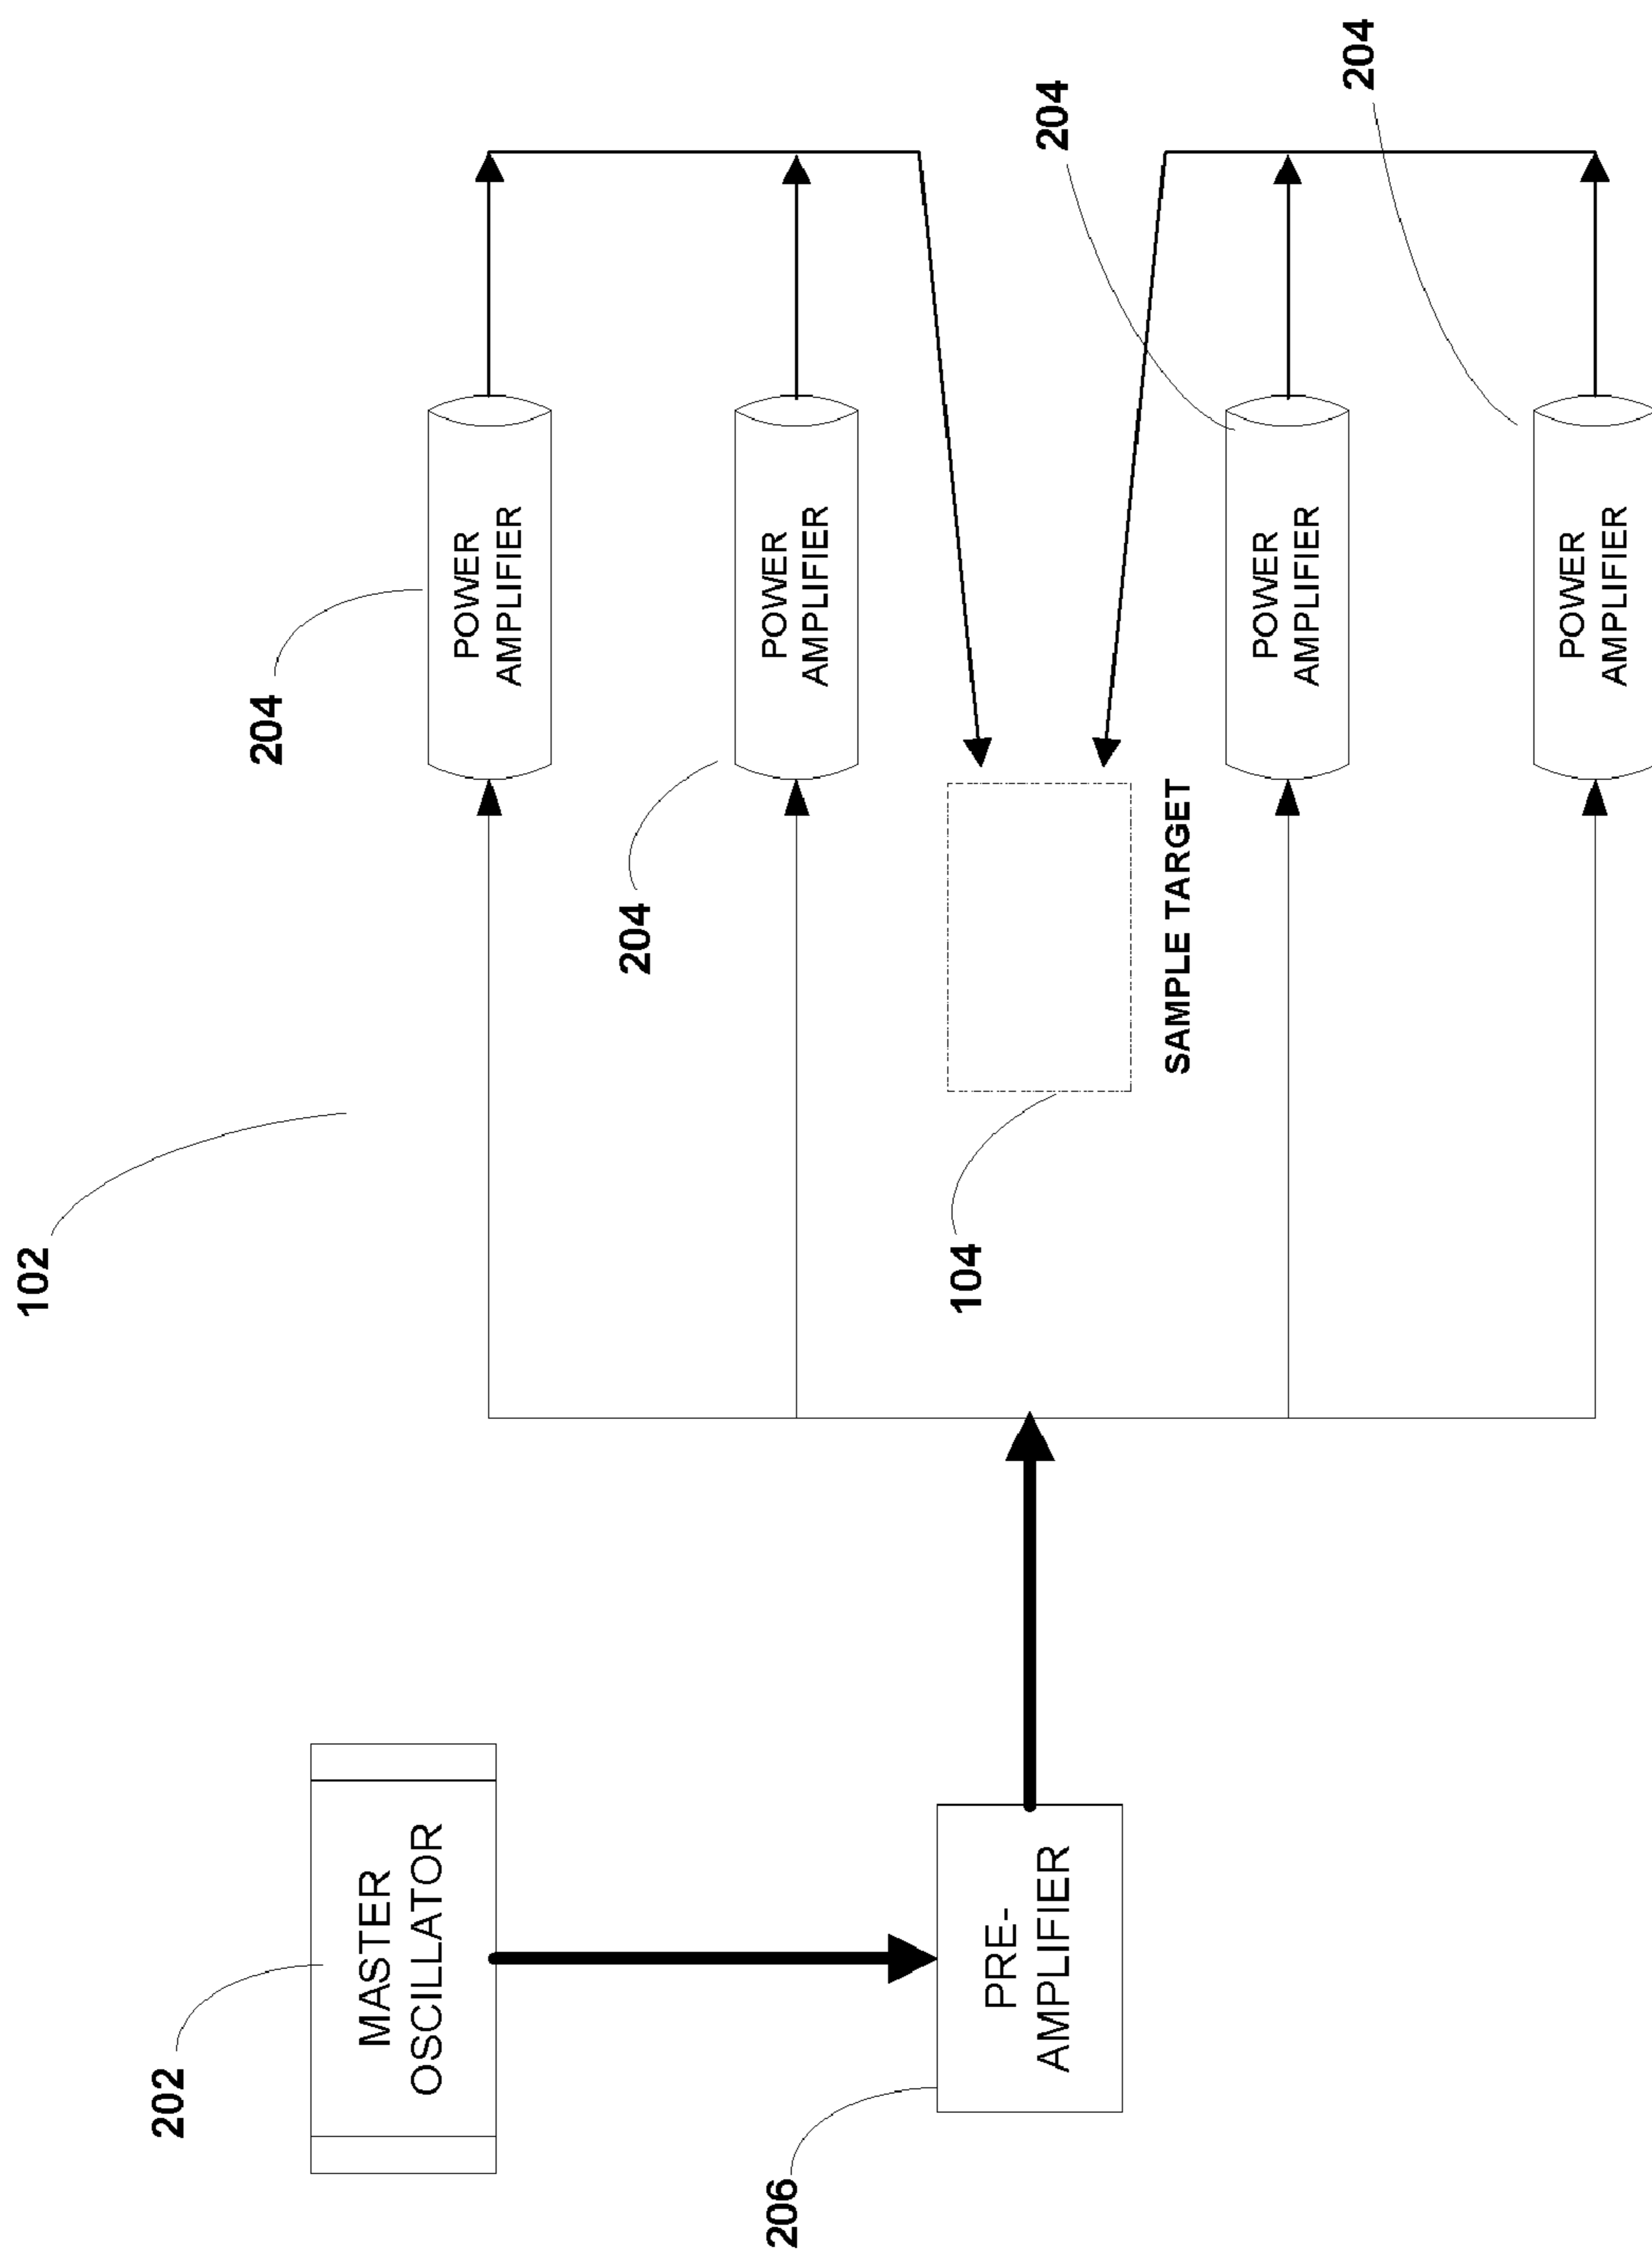 102
202
MASTER
OSCILLATOR
206
PRE-
AMPLIFIER
204
POWER
AMPLIFIER
204
POWER
AMPLIFIER
104
SAMPLE TARGET
204
POWER
AMPLIFIER
204
POWER
AMPLIFIER